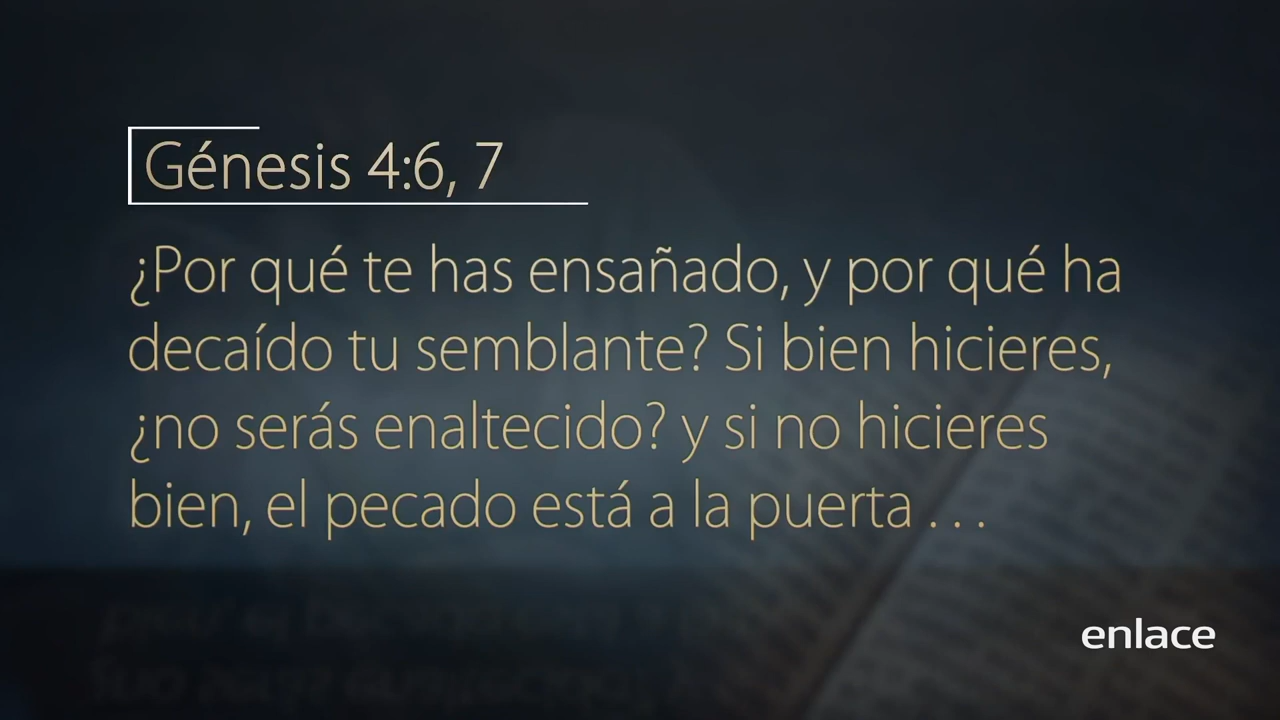 Génesis 4:6, 7
¿Por qué te has ensañado, y por qué ha
decaído tu semblante? Si bien hicieres,
¿no serás enaltecido? y si no hicieres
bien, el pecado está a la puerta . . .
enlace